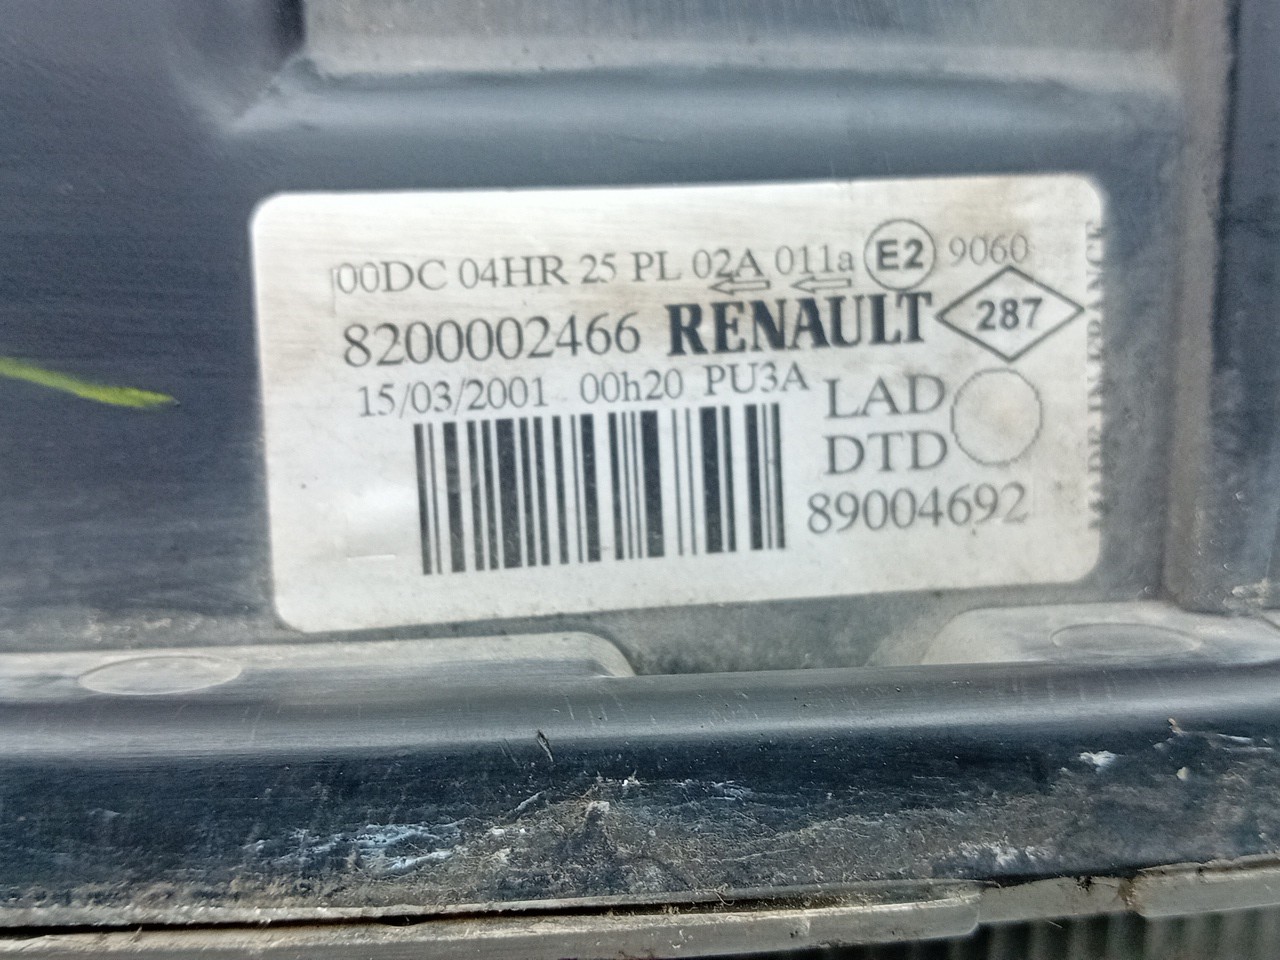 00DC 04HR 25 PL 02A 011a E2 9060
8200002466 RENAULT 287
15/03/2001 00h20 PU3A LAD
DTD
89004692
MADE IN FRANCE